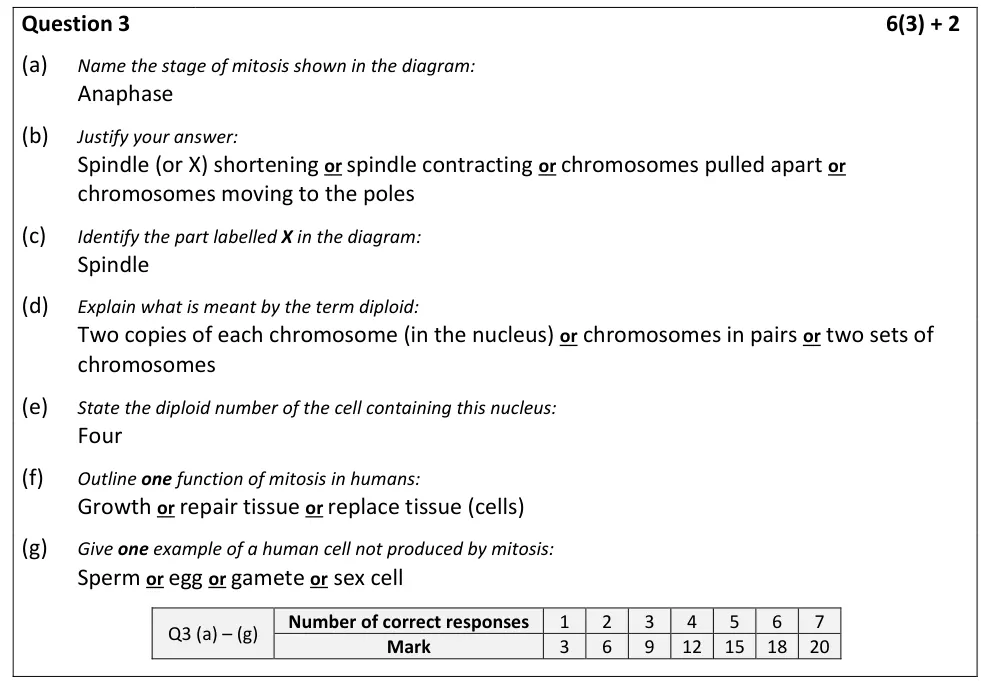 Question 3 6(3) + 2
(a) Name the stage of mitosis shown in the diagram:
Anaphase
(b) Justify your answer:
Spindle (or X) shortening or spindle contracting or chromosomes pulled apart or
chromosomes moving to the poles
(c) Identify the part labelled X in the diagram:
Spindle
(d) Explain what is meant by the term diploid:
Two copies of each chromosome (in the nucleus) or chromosomes in pairs or two sets of
chromosomes
(e) State the diploid number of the cell containing this nucleus:
Four
(f) Outline one function of mitosis in humans:
Growth or repair tissue or replace tissue (cells)
(g) Give one example of a human cell not produced by mitosis:
Sperm or egg or gamete or sex cell
Q3 (a) – (g)
Number of correct responses 1 2 3 4 5 6 7
Mark 3 6 9 12 15 18 20